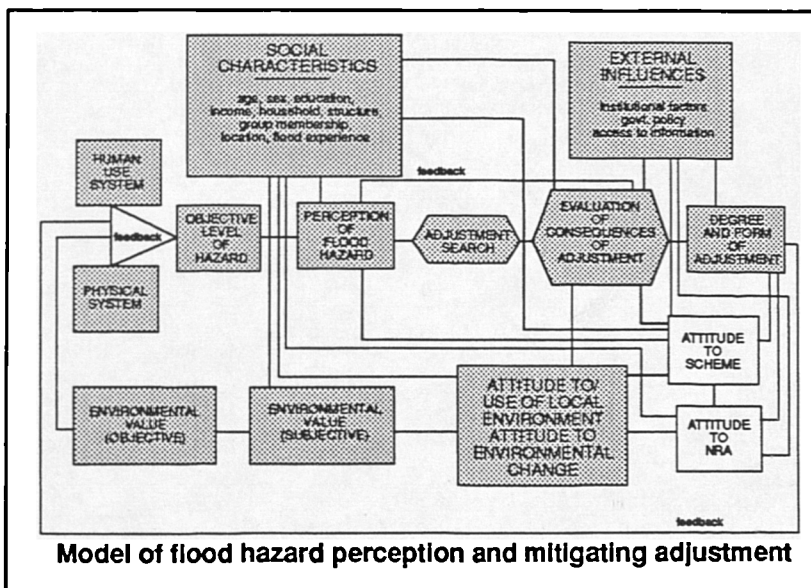 SOCIAL
CHARACTERISTICS
age, sex, education,
income, household, structure,
group membership,
location, flood experience
EXTERNAL
INFLUENCES
Institutional factors
govt. policy
access to information
HUMAN
USE SYSTEM
feedback
PHYSICAL
SYSTEM
OBJECTIVE
LEVEL
OF
HAZARD
PERCEPTION
OF
FLOOD
HAZARD
feedback
ADJUSTMENT
SEARCH
EVALUATION
OF
CONSEQUENCES
OF
ADJUSTMENT
DEGREE
AND FORM
OF
ADJUSTMENT
ATTITUDE
TO
SCHEME
ENVIRONMENTAL
VALUE
(OBJECTIVE)
ENVIRONMENTAL
VALUE
(SUBJECTIVE)
ATTITUDE TO/
USE OF LOCAL
ENVIRONMENT
ATTITUDE TO
ENVIRONMENTAL
CHANGE
ATTITUDE
TO
NRA
feedback
Model of flood hazard perception and mitigating adjustment